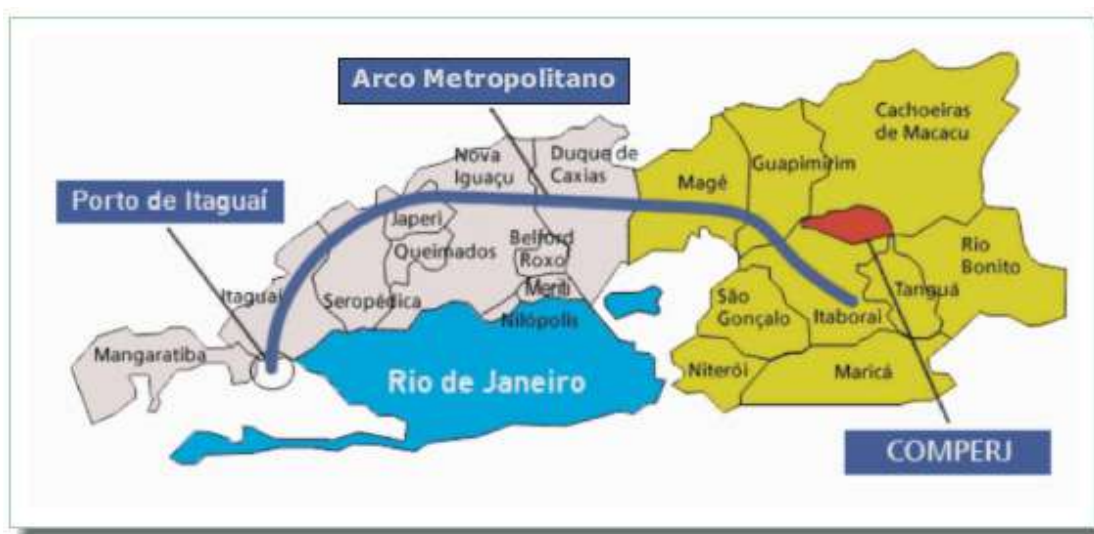 Arco Metropolitano
Cachoeiras
de Macacu
Nova
Iguaçu
Duque de
Caxias
Guapimirim
Magé
Porto de Itaguaí
Japeri
Belford
Roxo
Queimados
Rio
Bonito
Itaguaí
Seropédica
Meriti
Nilópolis
São
Gonçalo
Itaborai
Tanguá
Mangaratiba
Rio de Janeiro
Niterói
Maricá
COMPERJ